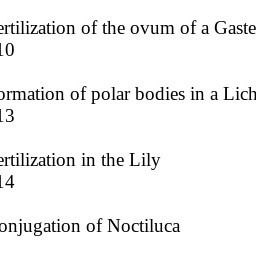 ertilization of the ovum of a Gaste
10
ormation of polar bodies in a Lich
13
ertilization in the Lily
14
onjugation of Noctiluca